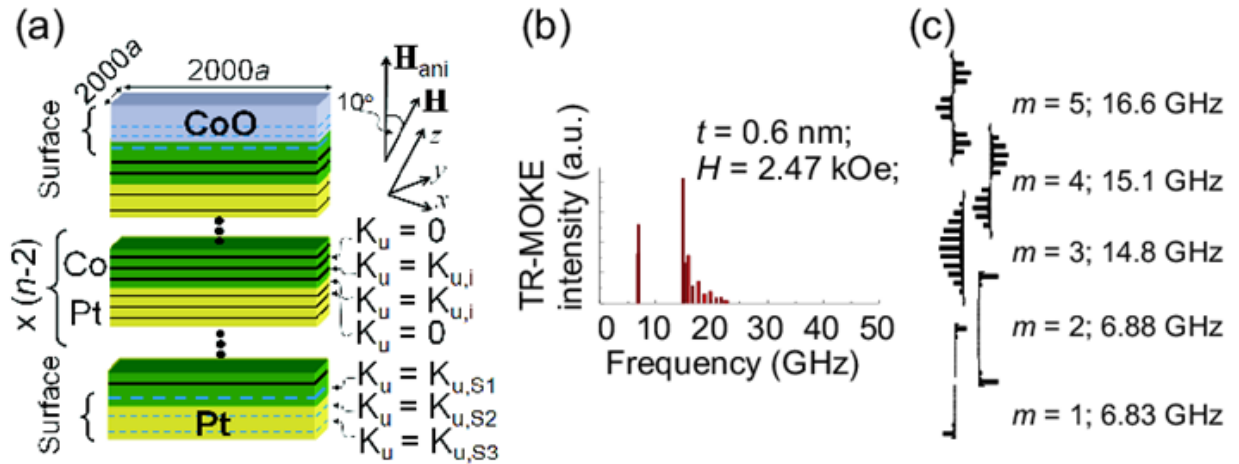 (a)
2000a
2000a
H_ani
10°
H
z
y
x
Surface
CoO
x (n-2)
Co
Pt
K_u = 0
K_u = K_u,i
K_u = K_u,i
K_u = 0
Surface
Pt
K_u = K_u,S1
K_u = K_u,S2
K_u = K_u,S3
(b)
t = 0.6 nm;
H = 2.47 kOe;
TR-MOKE
intensity (a.u.)
0 10 20 30 40 50
Frequency (GHz)
(c)
m = 5; 16.6 GHz
m = 4; 15.1 GHz
m = 3; 14.8 GHz
m = 2; 6.88 GHz
m = 1; 6.83 GHz